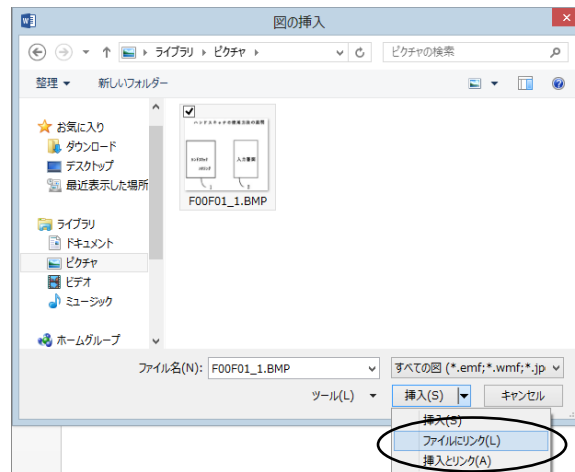 図の挿入
ライブラリ ピクチャ
ピクチャの検索
整理
新しいフォルダー
お気に入り
ダウンロード
デスクトップ
最近表示した場所
ライブラリ
ドキュメント
ピクチャ
ビデオ
ミュージック
ホームグループ
入力画面
1 2
F00F01_1.BMP
ファイル名(N): F00F01_1.BMP
すべての図 (*.emf;*.wmf;*.jp
ツール(L) 挿入(S) キャンセル
挿入(S)
ファイルにリンク(L)
挿入とリンク(A)